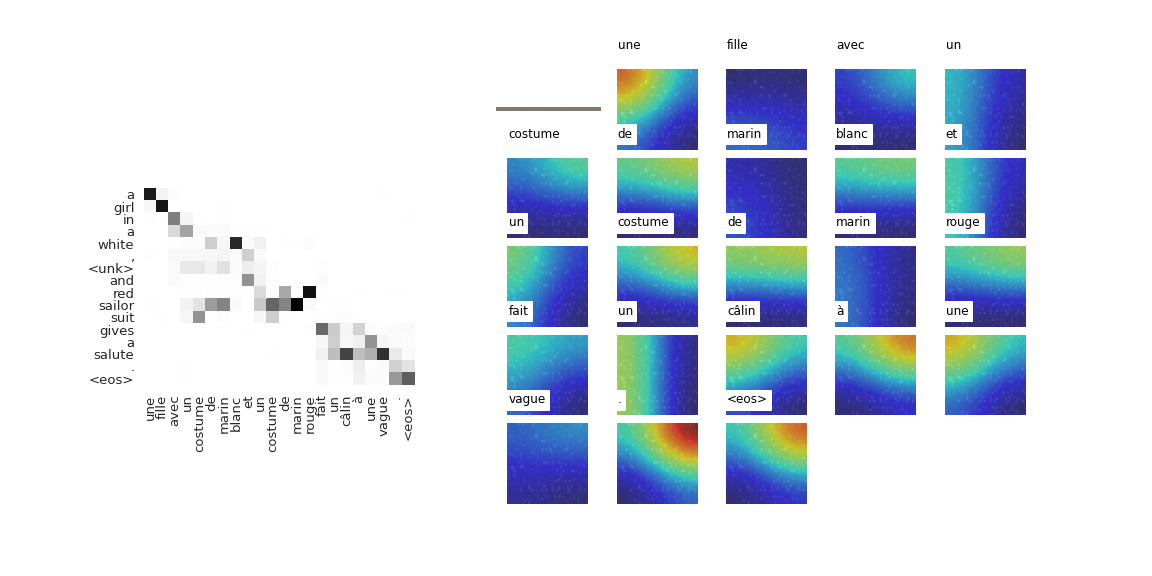 une fille avec un
costume de marin blanc et
un costume de marin rouge
fait un câlin à une
vague . <eos>
a
girl
in
a
white
,
<unk>
and
red
sailor
suit
gives
a
salute
.
<eos>
une
fille
avec
un
costume
de
marin
blanc
et
un
costume
de
marin
rouge
fait
un
câlin
à
une
vague
.
<eos>